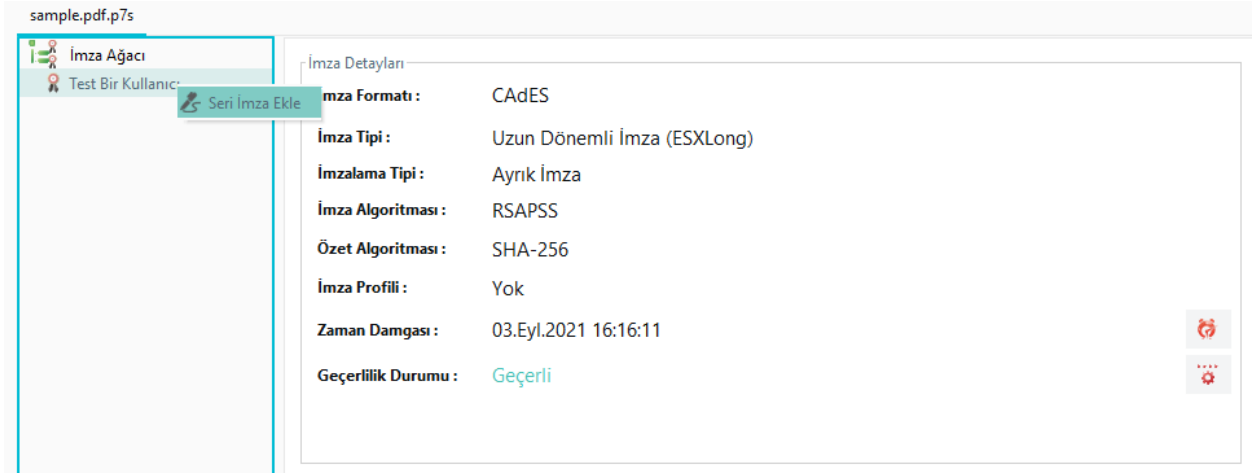 sample.pdf.p7s
İmza Ağacı
Test Bir Kullanıc
Seri İmza Ekle
İmza Detayları
mza Formatı : CAdES
İmza Tipi : Uzun Dönemli İmza (ESXLong)
İmzalama Tipi : Ayrık İmza
İmza Algoritması : RSAPSS
Özet Algoritması : SHA-256
İmza Profili : Yok
Zaman Damgası : 03.Eyl.2021 16:16:11
Geçerlilik Durumu : Geçerli